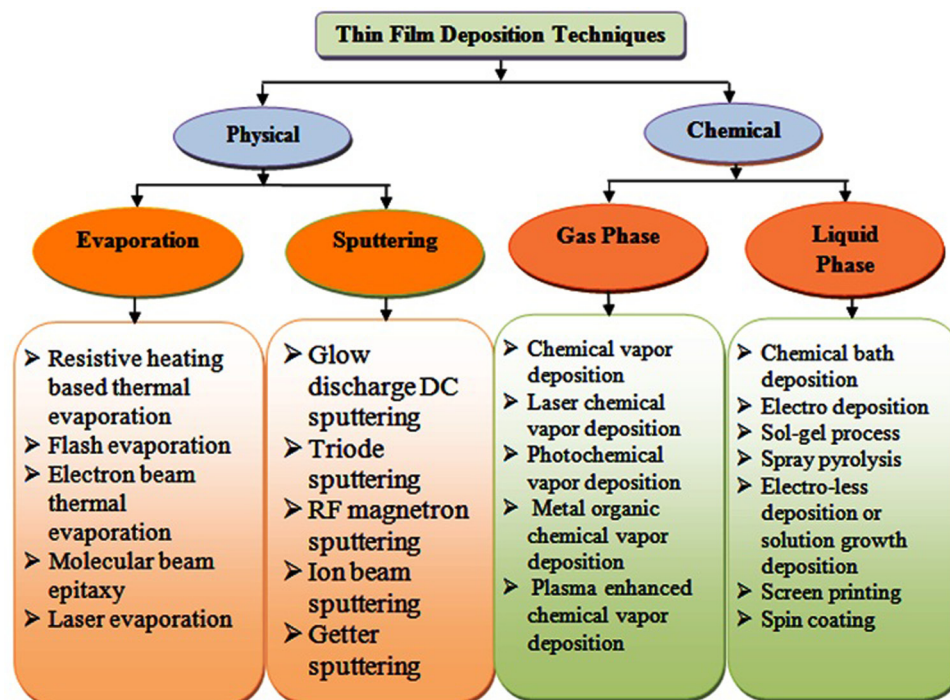 Thin Film Deposition Techniques
Physical
Chemical
Evaporation
Sputtering
Gas Phase
Liquid
Phase
➢ Resistive heating
based thermal
evaporation
➢ Flash evaporation
➢ Electron beam
thermal
evaporation
➢ Molecular beam
epitaxy
➢ Laser evaporation
➢ Glow
discharge DC
sputtering
➢ Triode
sputtering
➢ RF magnetron
sputtering
➢ Ion beam
sputtering
➢ Getter
sputtering
➢ Chemical vapor
deposition
➢ Laser chemical
vapor deposition
➢ Photochemical
vapor deposition
➢ Metal organic
chemical vapor
deposition
➢ Plasma enhanced
chemical vapor
deposition
➢ Chemical bath
deposition
➢ Electro deposition
➢ Sol-gel process
➢ Spray pyrolysis
➢ Electro-less
deposition or
solution growth
deposition
➢ Screen printing
➢ Spin coating